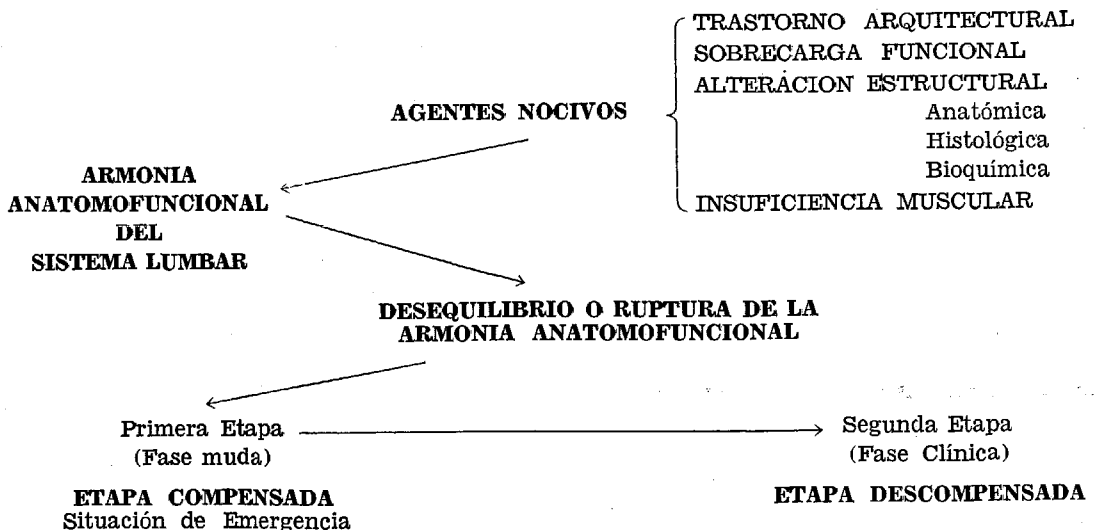 TRASTORNO ARQUITECTURAL
SOBRECARGA FUNCIONAL
ALTERACION ESTRUCTURAL
AGENTES NOCIVOS
Anatómica
Histológica
Bioquímica
INSUFICIENCIA MUSCULAR
ARMONIA
ANATOMOFUNCIONAL
DEL
SISTEMA LUMBAR
DESEQUILIBRIO O RUPTURA DE LA
ARMONIA ANATOMOFUNCIONAL
Primera Etapa
(Fase muda)
ETAPA COMPENSADA
Situación de Emergencia
Segunda Etapa
(Fase Clínica)
ETAPA DESCOMPENSADA